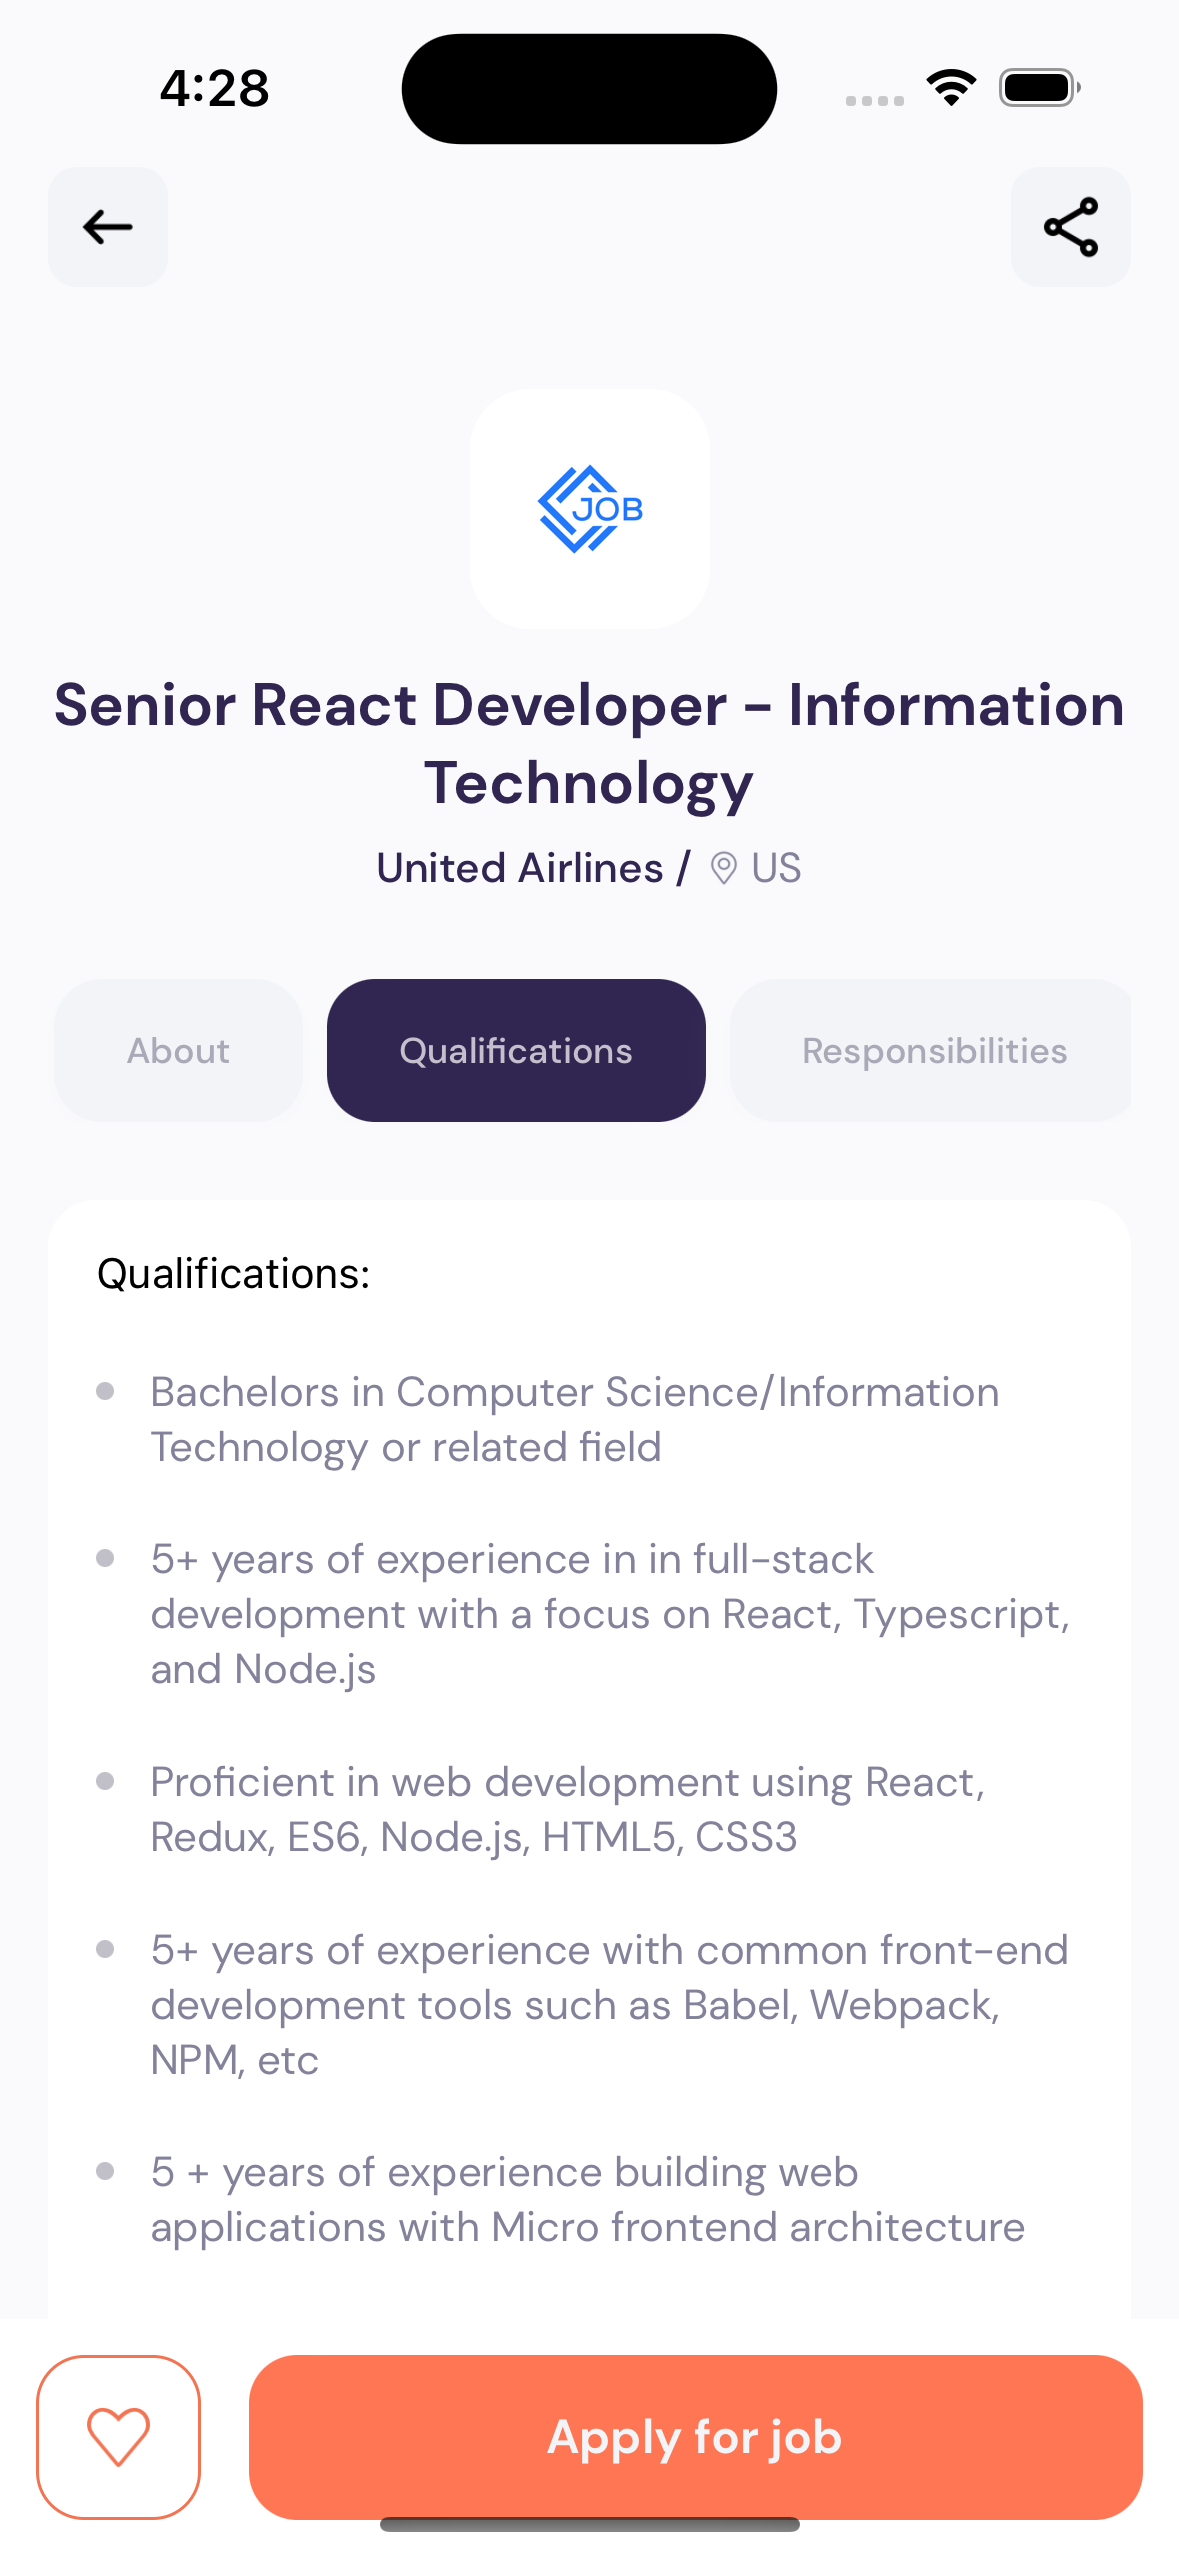 4:28
JOB
Senior React Developer - Information
Technology
United Airlines / US
About
Qualifications
Responsibilities
Qualifications:
Bachelors in Computer Science/Information
Technology or related field
5+ years of experience in in full-stack
development with a focus on React, Typescript,
and Node.js
Proficient in web development using React,
Redux, ES6, Node.js, HTML5, CSS3
5+ years of experience with common front-end
development tools such as Babel, Webpack,
NPM, etc
5 + years of experience building web
applications with Micro frontend architecture
Apply for job